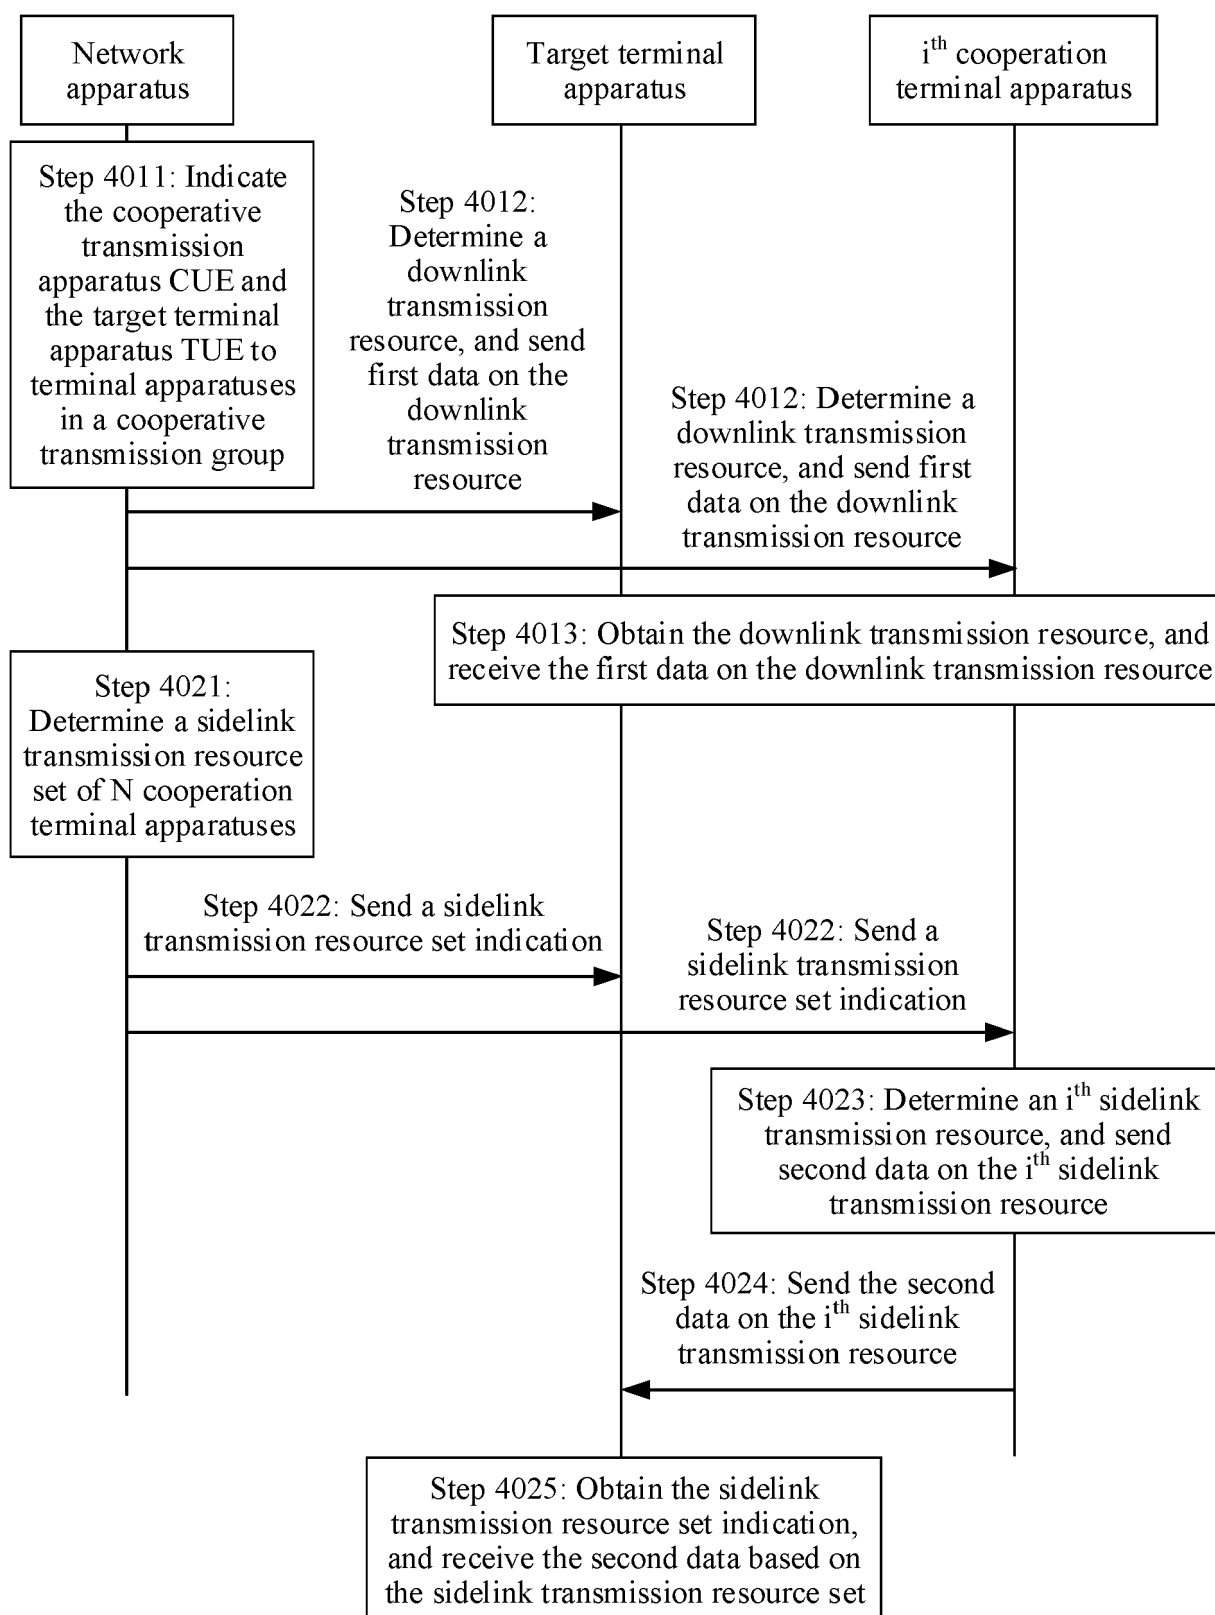 Network
apparatus
Target terminal
apparatus
i^th cooperation
terminal apparatus
Step 4011: Indicate
the cooperative
transmission
apparatus CUE and
the target terminal
apparatus TUE to
terminal apparatuses
in a cooperative
transmission group
Step 4012:
Determine a
downlink
transmission
resource, and send
first data on the
downlink
transmission
resource
Step 4012: Determine a
downlink transmission
resource, and send first
data on the downlink
transmission resource
Step 4013: Obtain the downlink transmission resource, and
receive the first data on the downlink transmission resource
Step 4021:
Determine a sidelink
transmission resource
set of N cooperation
terminal apparatuses
Step 4022: Send a sidelink
transmission resource set indication
Step 4022: Send a
sidelink transmission
resource set indication
Step 4023: Determine an i^th sidelink
transmission resource, and send
second data on the i^th sidelink
transmission resource
Step 4024: Send the second
data on the i^th sidelink
transmission resource
Step 4025: Obtain the sidelink
transmission resource set indication,
and receive the second data based on
the sidelink transmission resource set